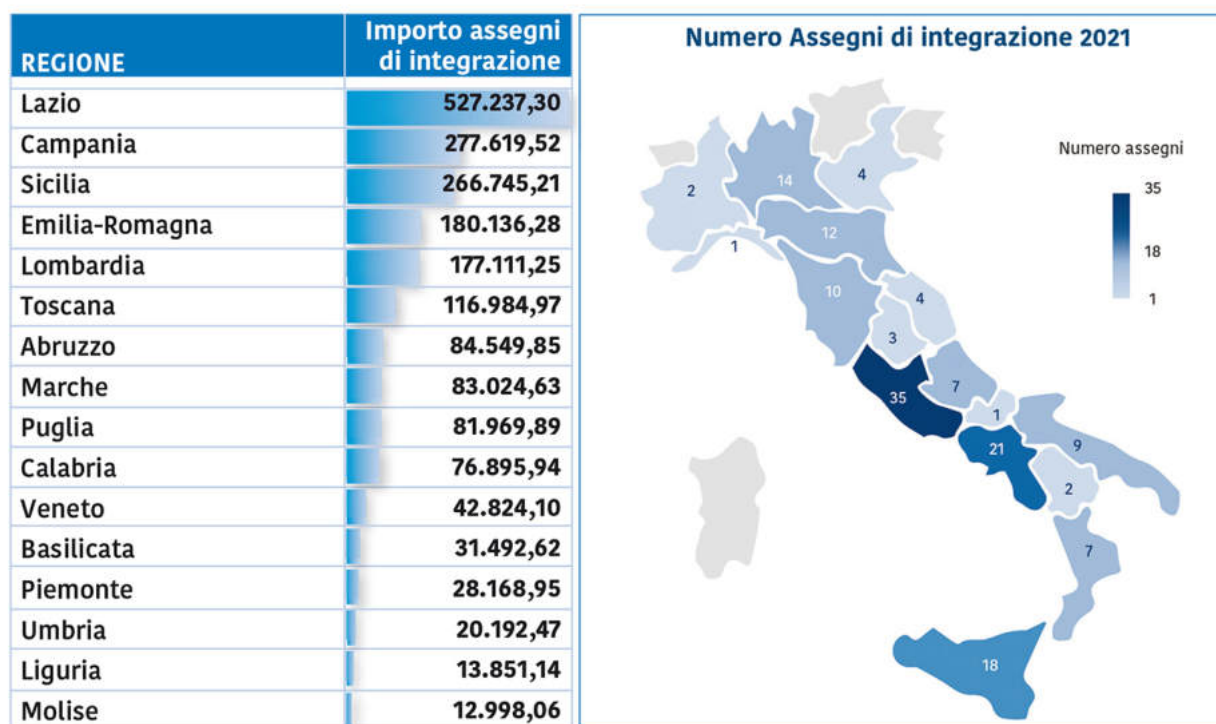 REGIONE
Importo assegni
di integrazione
Lazio 527.237,30
Campania 277.619,52
Sicilia 266.745,21
Emilia-Romagna 180.136,28
Lombardia 177.111,25
Toscana 116.984,97
Abruzzo 84.549,85
Marche 83.024,63
Puglia 81.969,89
Calabria 76.895,94
Veneto 42.824,10
Basilicata 31.492,62
Piemonte 28.168,95
Umbria 20.192,47
Liguria 13.851,14
Molise 12.998,06
Numero Assegni di integrazione 2021
Numero assegni
35
18
1
2
14
4
1
12
10
4
3
35
7
1
21
9
2
7
18